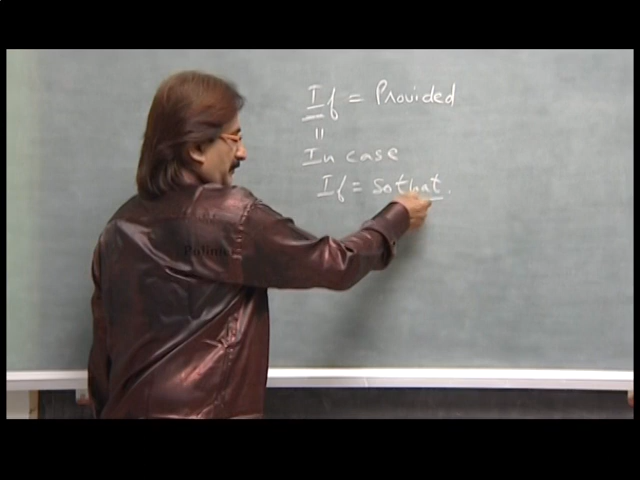 If = Provided
"
In case
If = so that.